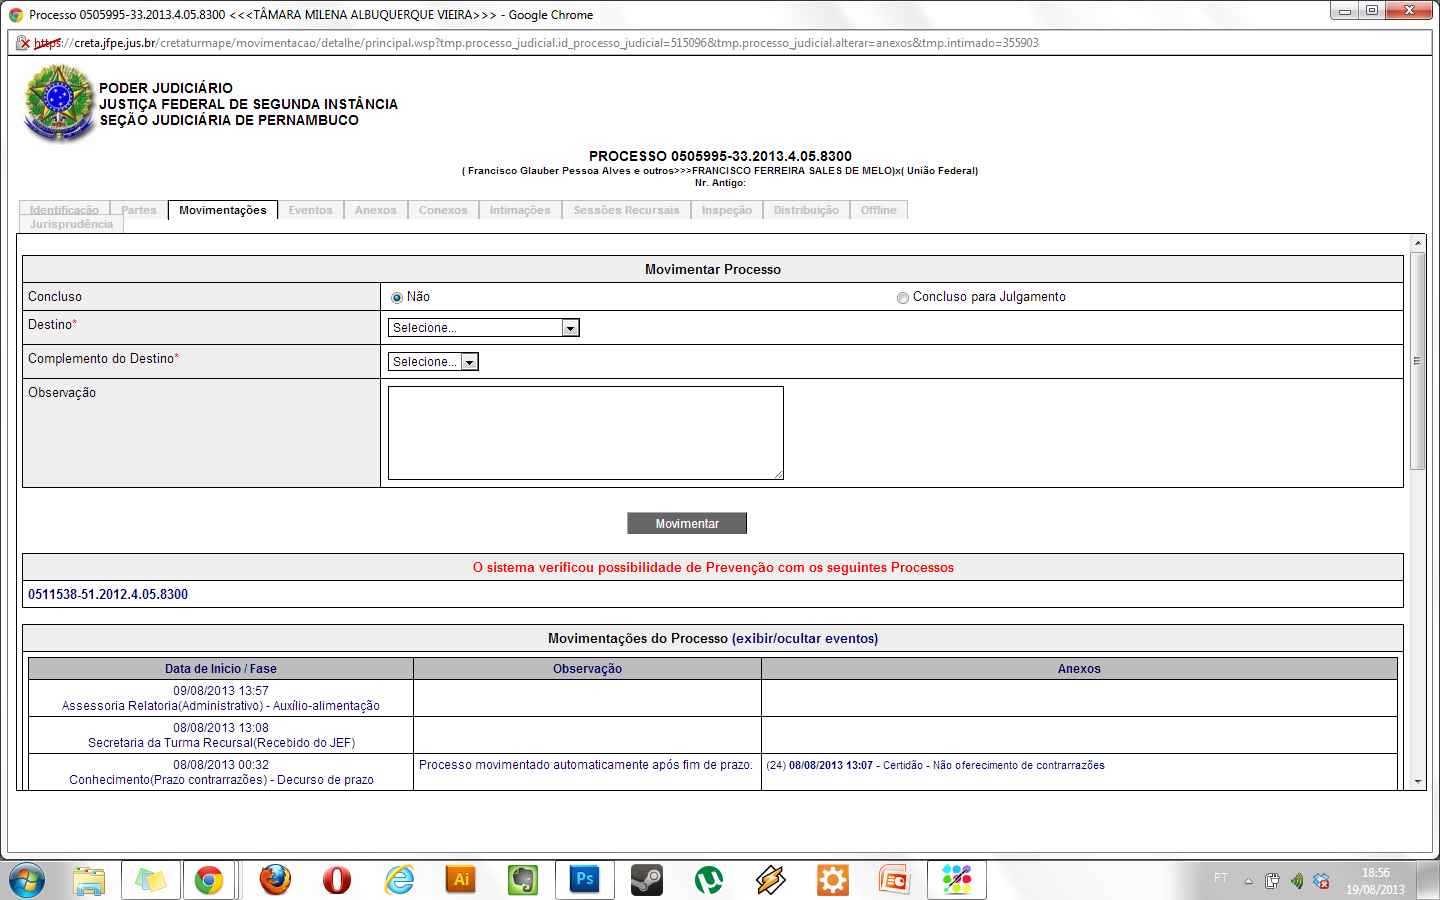 Processo 0505995-33.2013.4.05.8300 <<<TÂMARA MILENA ALBUQUERQUE VIEIRA>>> - Google Chrome
https://creta.jfpe.jus.br/cretaturmape/movimentacao/detalhe/principal.wsp?tmp.processo_judicial.id_processo_judicial=515096&tmp.processo_judicial.alterar=anexos&tmp.intimado=355903
PODER JUDICIÁRIO
JUSTIÇA FEDERAL DE SEGUNDA INSTÂNCIA
SEÇÃO JUDICIÁRIA DE PERNAMBUCO
PROCESSO 0505995-33.2013.4.05.8300
( Francisco Glauber Pessoa Alves e outros>>>FRANCISCO FERREIRA SALES DE MELO)x( União Federal)
Nr. Antigo:
Identificação Partes Movimentações Eventos Anexos Conexos Intimações Sessões Recursais Inspeção Distribuição Offline
Jurisprudência
Movimentar Processo
Concluso Não Concluso para Julgamento
Destino* Selecione...
Complemento do Destino* Selecione...
Observação
Movimentar
O sistema verificou possibilidade de Prevenção com os seguintes Processos
0511538-51.2012.4.05.8300
Movimentações do Processo (exibir/ocultar eventos)
Data de Início / Fase Observação Anexos
09/08/2013 13:57
Assessoria Relatoria(Administrativo) - Auxílio-alimentação
08/08/2013 13:08
Secretaria da Turma Recursal(Recebido do JEF)
08/08/2013 00:32
Conhecimento(Prazo contrarrazões) - Decurso de prazo
Processo movimentado automaticamente após fim de prazo.
(24) 08/08/2013 13:07 - Certidão - Não oferecimento de contrarrazões
Ai
Ps
PT
18:56
19/08/2013